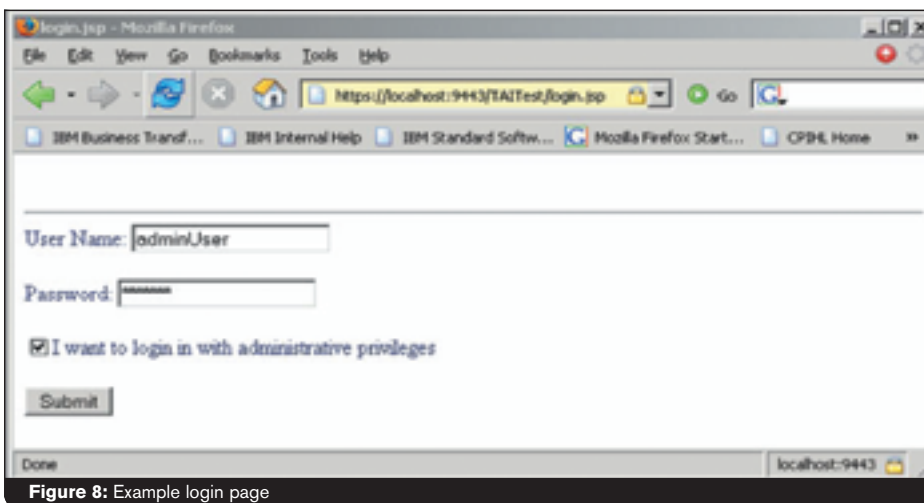 login.jsp - Mozilla Firefox
File Edit View Go Bookmarks Tools Help
https://localhost:9443/TAITest/login.jsp Go G
IBM Business Transf... IBM Internal Help IBM Standard Softw... Mozilla Firefox Start... CPIHL Home »
User Name: adminUser
Password: *******
I want to login in with administrative privileges
Submit
Done localhost:9443
Figure 8: Example login page